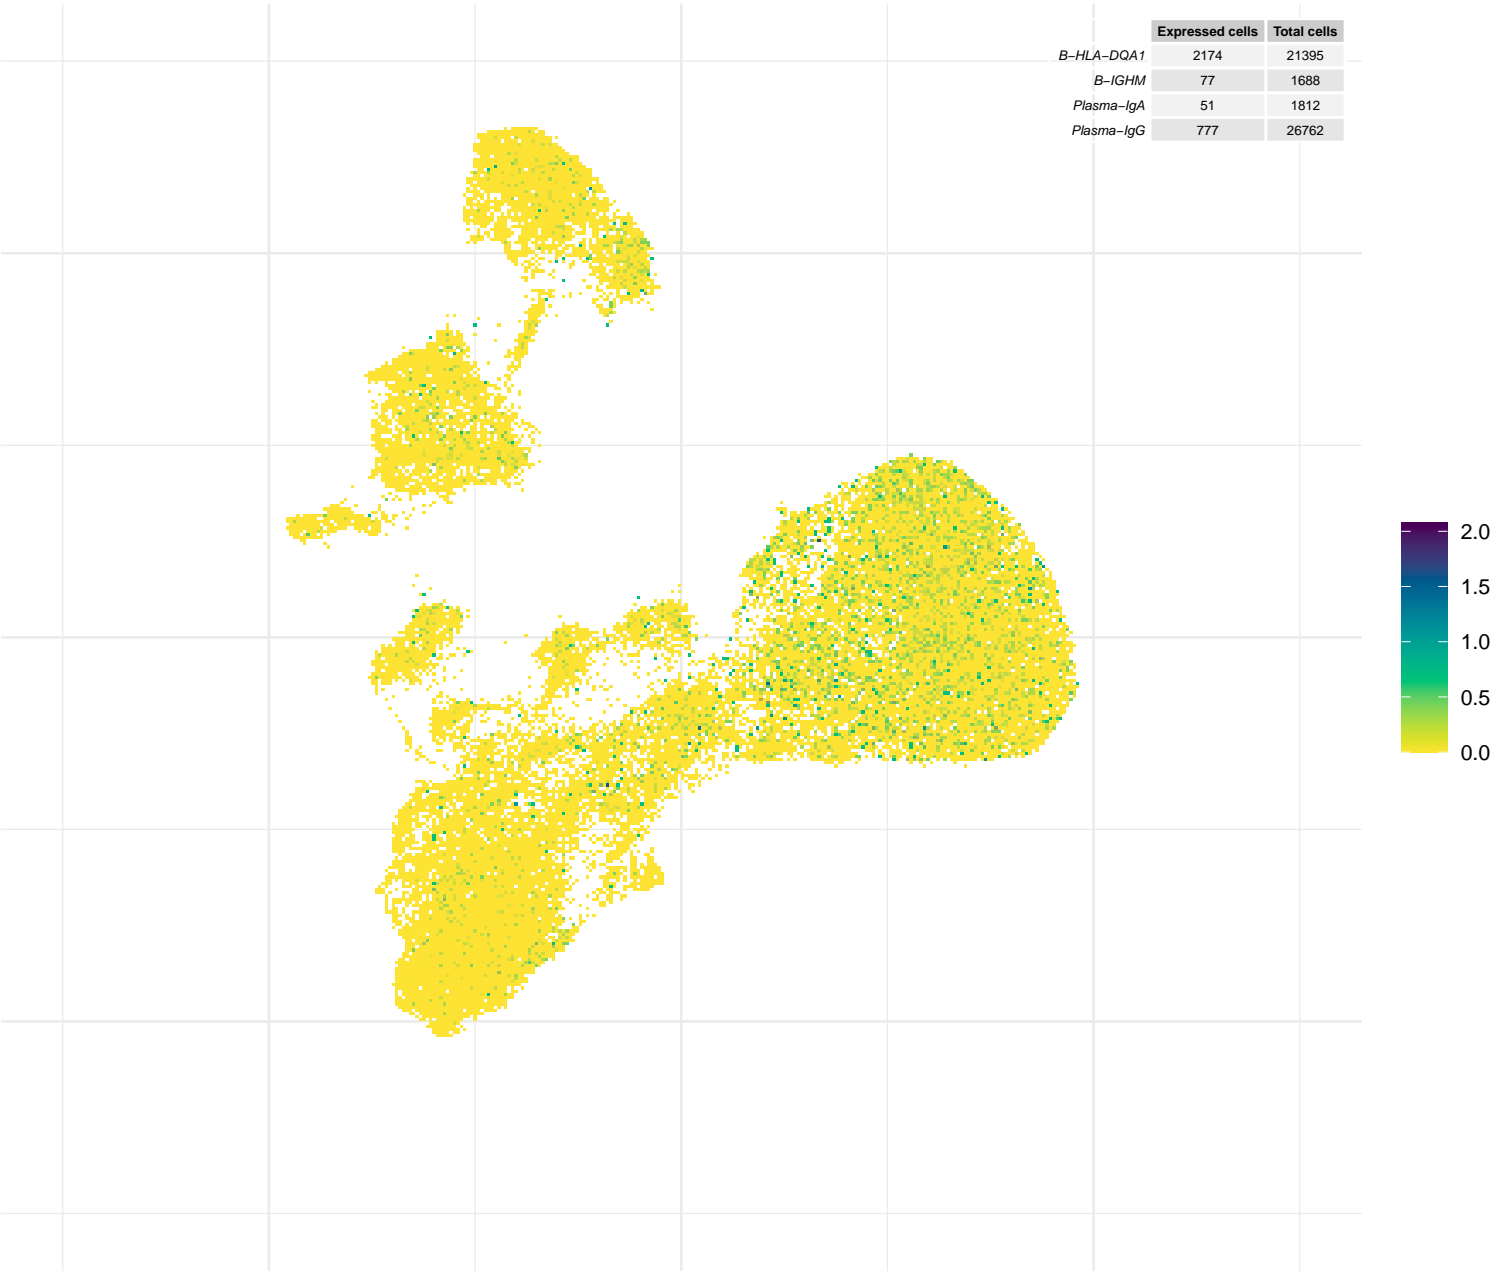 Expressed cells Total cells
B−HLA−DQA1 2174 21395
B−IGHM 77 1688
Plasma−IgA 51 1812
Plasma−IgG 777 26762
2.0
1.5
1.0
0.5
0.0